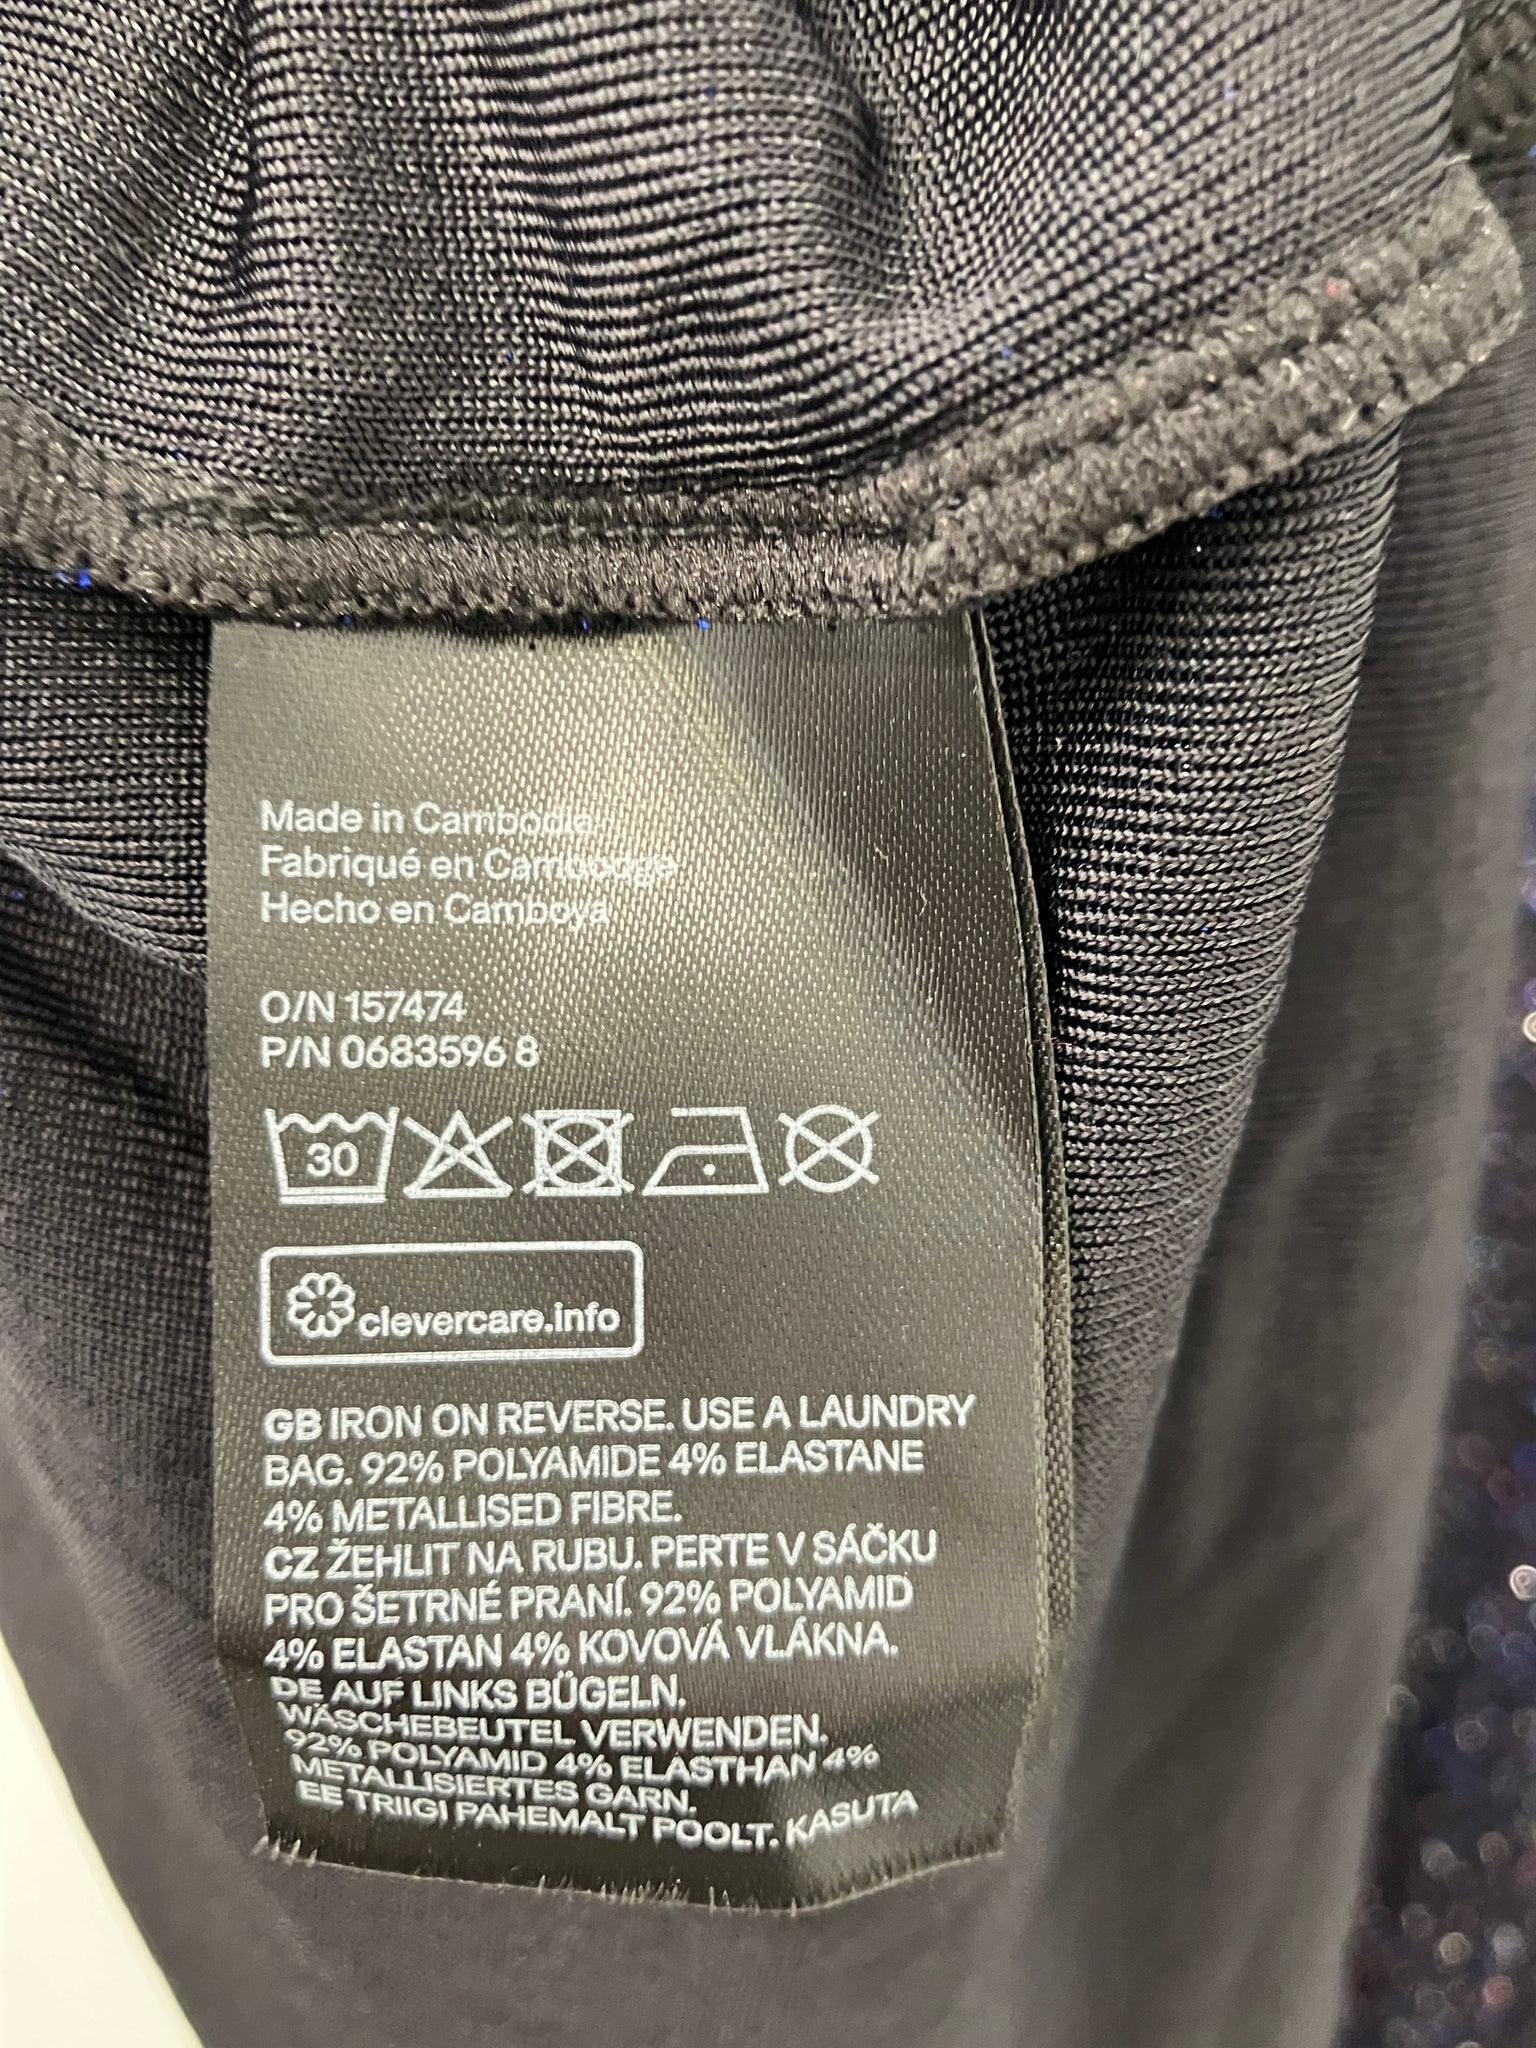 Made in Cambodia
Fabriqué en Cambodge
Hecho en Camboya
O/N 157474
P/N 0683596 8
30
clevercare.info
GB IRON ON REVERSE. USE A LAUNDRY
BAG. 92% POLYAMIDE 4% ELASTANE
4% METALLISED FIBRE.
CZ ŽEHLIT NA RUBU. PERTE V SÁČKU
PRO ŠETRNÉ PRANÍ. 92% POLYAMID
4% ELASTAN 4% KOVOVÁ VLÁKNA.
DE AUF LINKS BÜGELN.
WÄSCHEBEUTEL VERWENDEN.
92% POLYAMID 4% ELASTHAN 4%
METALLISIERTES GARN.
EE TRIIGI PAHEMALT POOLT. KASUTA